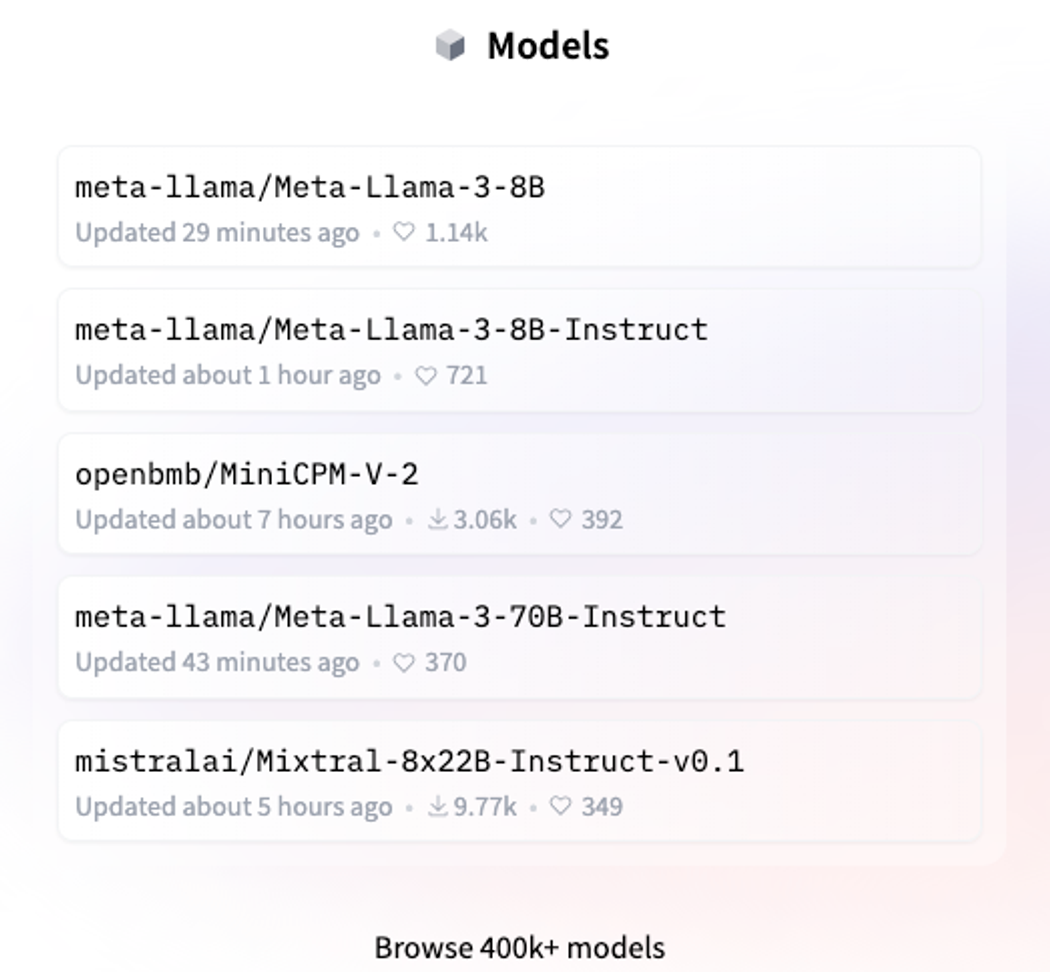 Models
meta-llama/Meta-Llama-3-8B
Updated 29 minutes ago • 1.14k
meta-llama/Meta-Llama-3-8B-Instruct
Updated about 1 hour ago • 721
openbmb/MiniCPM-V-2
Updated about 7 hours ago • 3.06k • 392
meta-llama/Meta-Llama-3-70B-Instruct
Updated 43 minutes ago • 370
mistralai/Mixtral-8x22B-Instruct-v0.1
Updated about 5 hours ago • 9.77k • 349
Browse 400k+ models